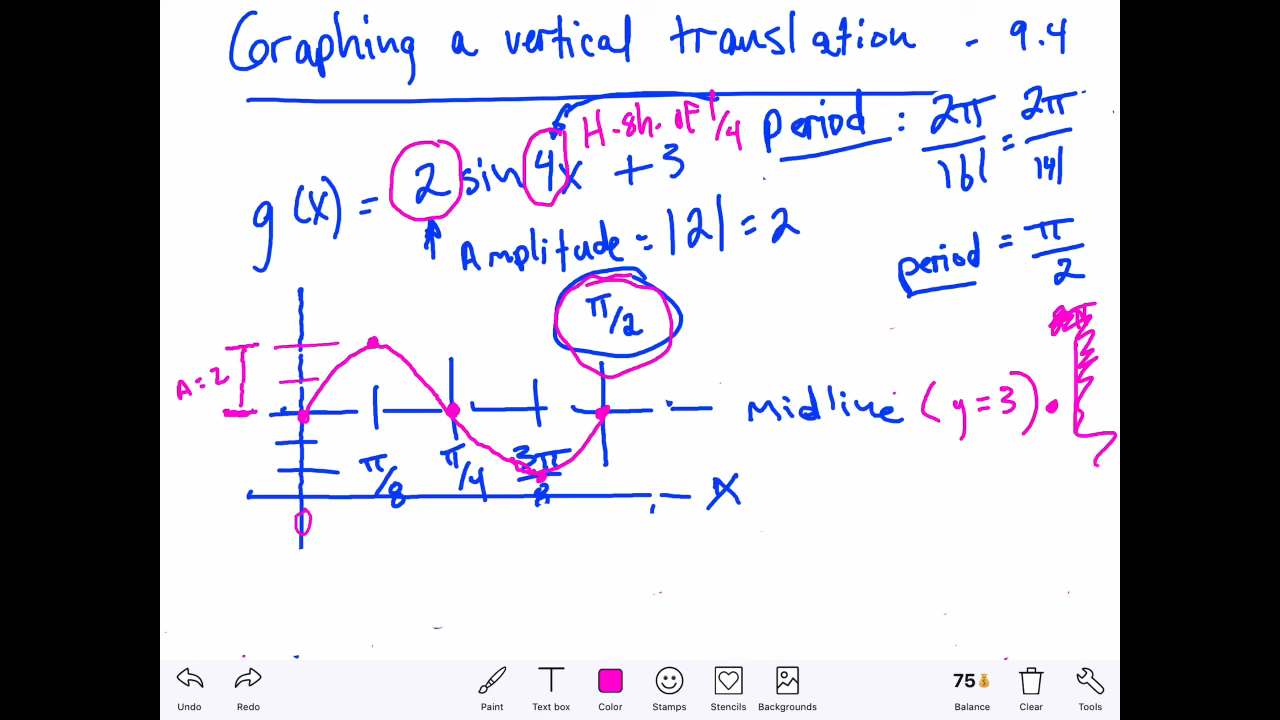 Graphing a vertical translation - 9.4
H-sh. of 1/4
period : 2π/|b| = 2π/|4|
g(x) = 2 sin 4x + 3
Amplitude = |2| = 2
period = π/2
π/2
A=2
midline (y=3)
π/8 π/4 3π/8
x
0
Undo Redo Paint Text box Color Stamps Stencils Backgrounds 75 Balance Clear Tools